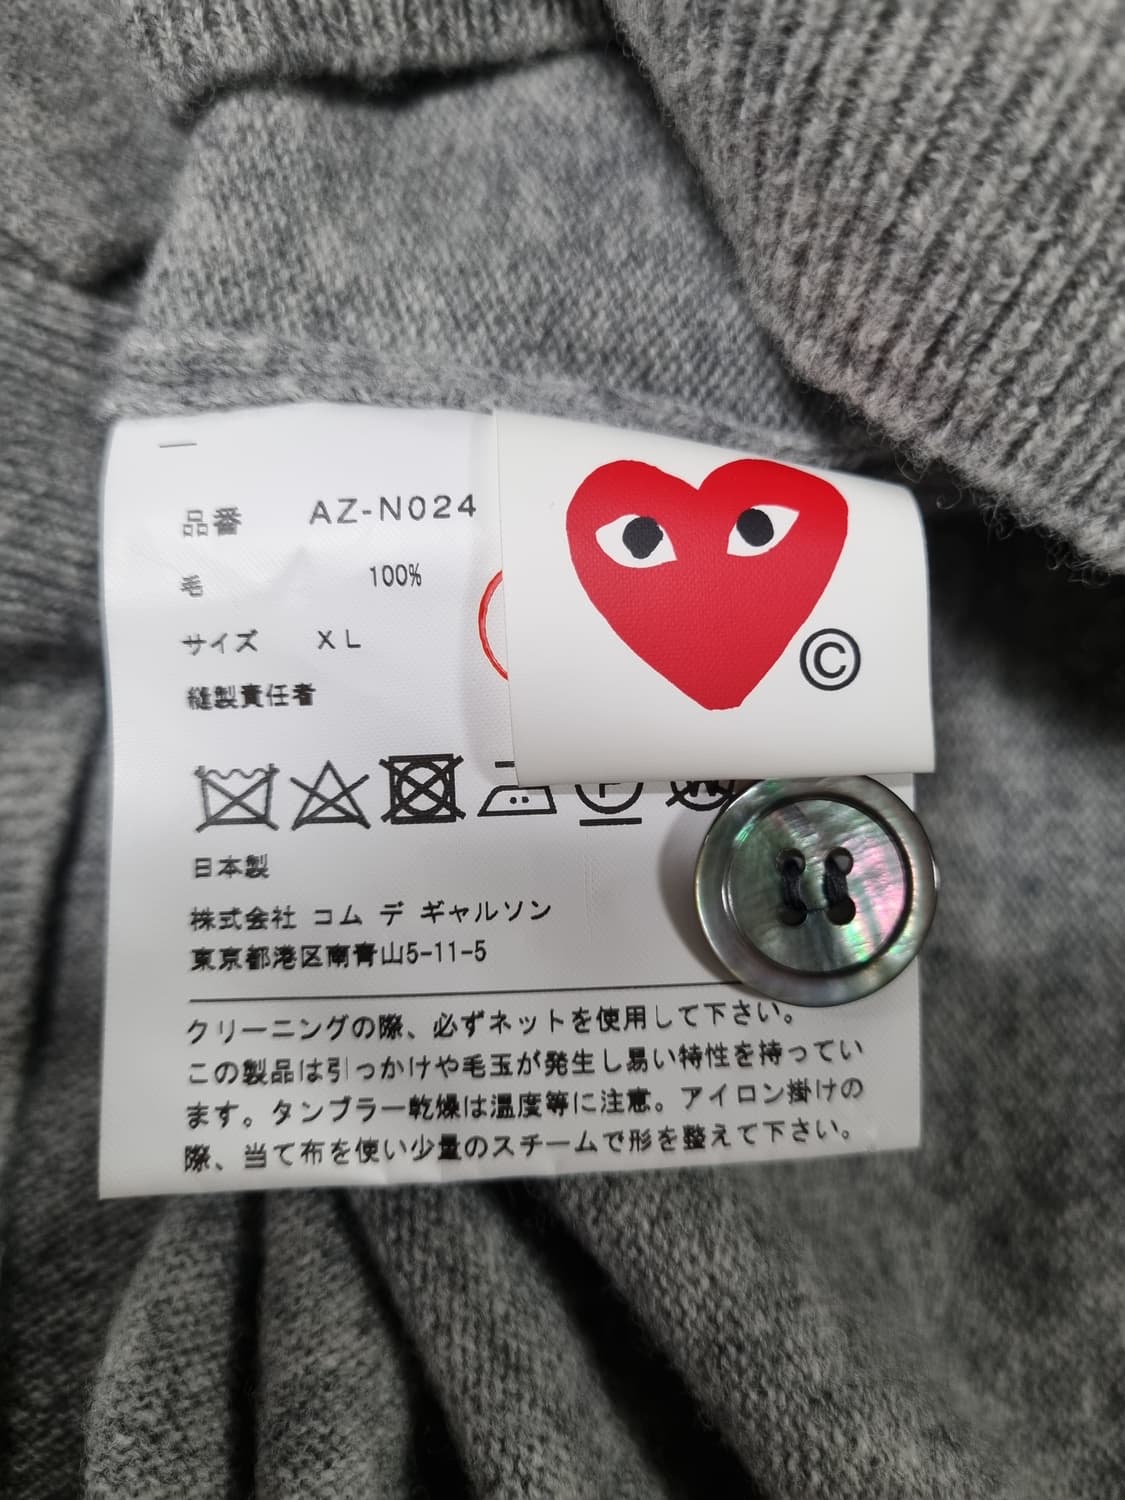 品番 AZ-N024
毛 100%
サイズ XL
縫製責任者
©
P W
日本製
株式会社 コム デ ギャルソン
東京都港区南青山5-11-5
クリーニングの際、必ずネットを使用して下さい。
この製品は引っかけや毛玉が発生し易い特性を持ってい
ます。タンブラー乾燥は温度等に注意。アイロン掛けの
際、当て布を使い少量のスチームで形を整えて下さい。